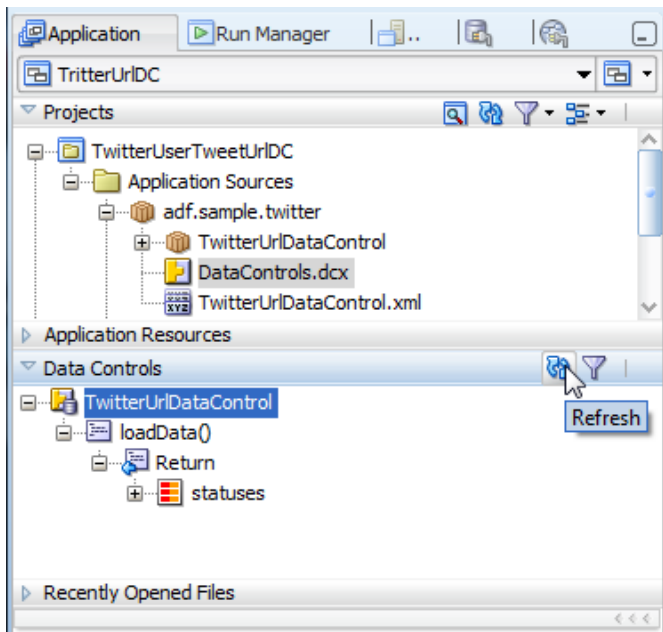 Application Run Manager ..
TritterUrlDC
Projects
TwitterUserTweetUrlDC
Application Sources
adf.sample.twitter
TwitterUrlDataControl
DataControls.dcx
TwitterUrlDataControl.xml
Application Resources
Data Controls
TwitterUrlDataControl
Refresh
loadData()
Return
statuses
Recently Opened Files